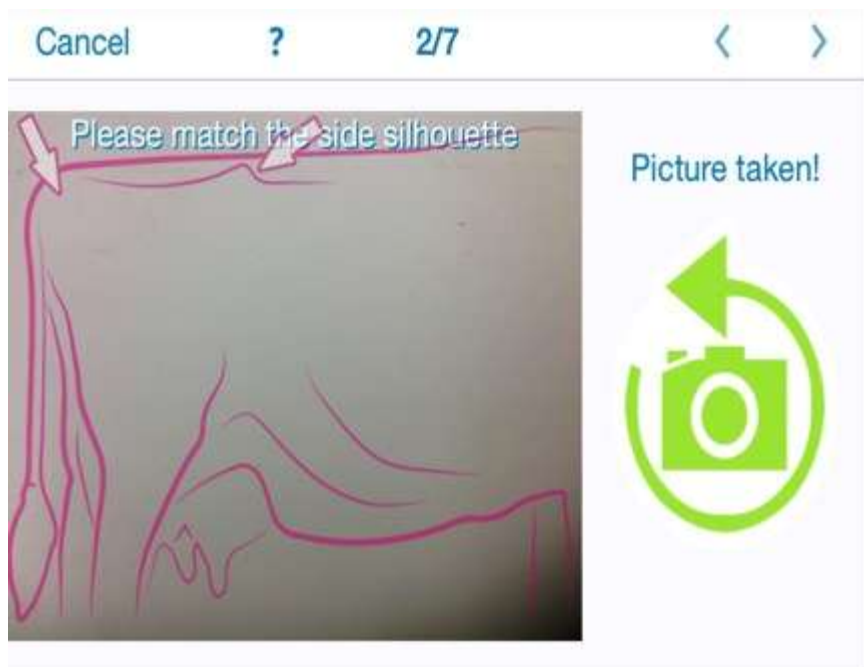 Cancel ? 2/7 < >
Please match the side silhouette
Picture taken!